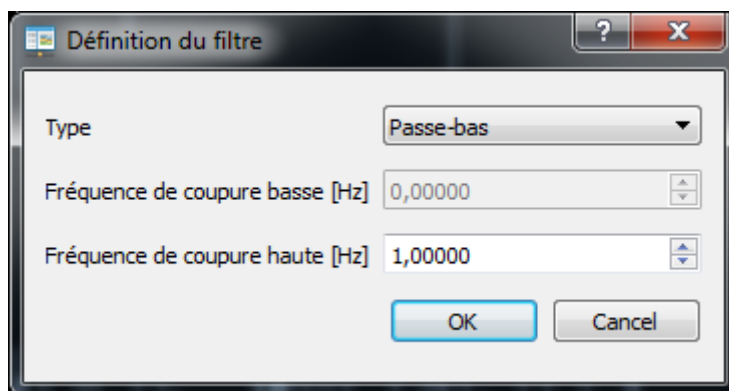 Définition du filtre
?
Type Passe-bas
Fréquence de coupure basse [Hz] 0,00000
Fréquence de coupure haute [Hz] 1,00000
OK Cancel